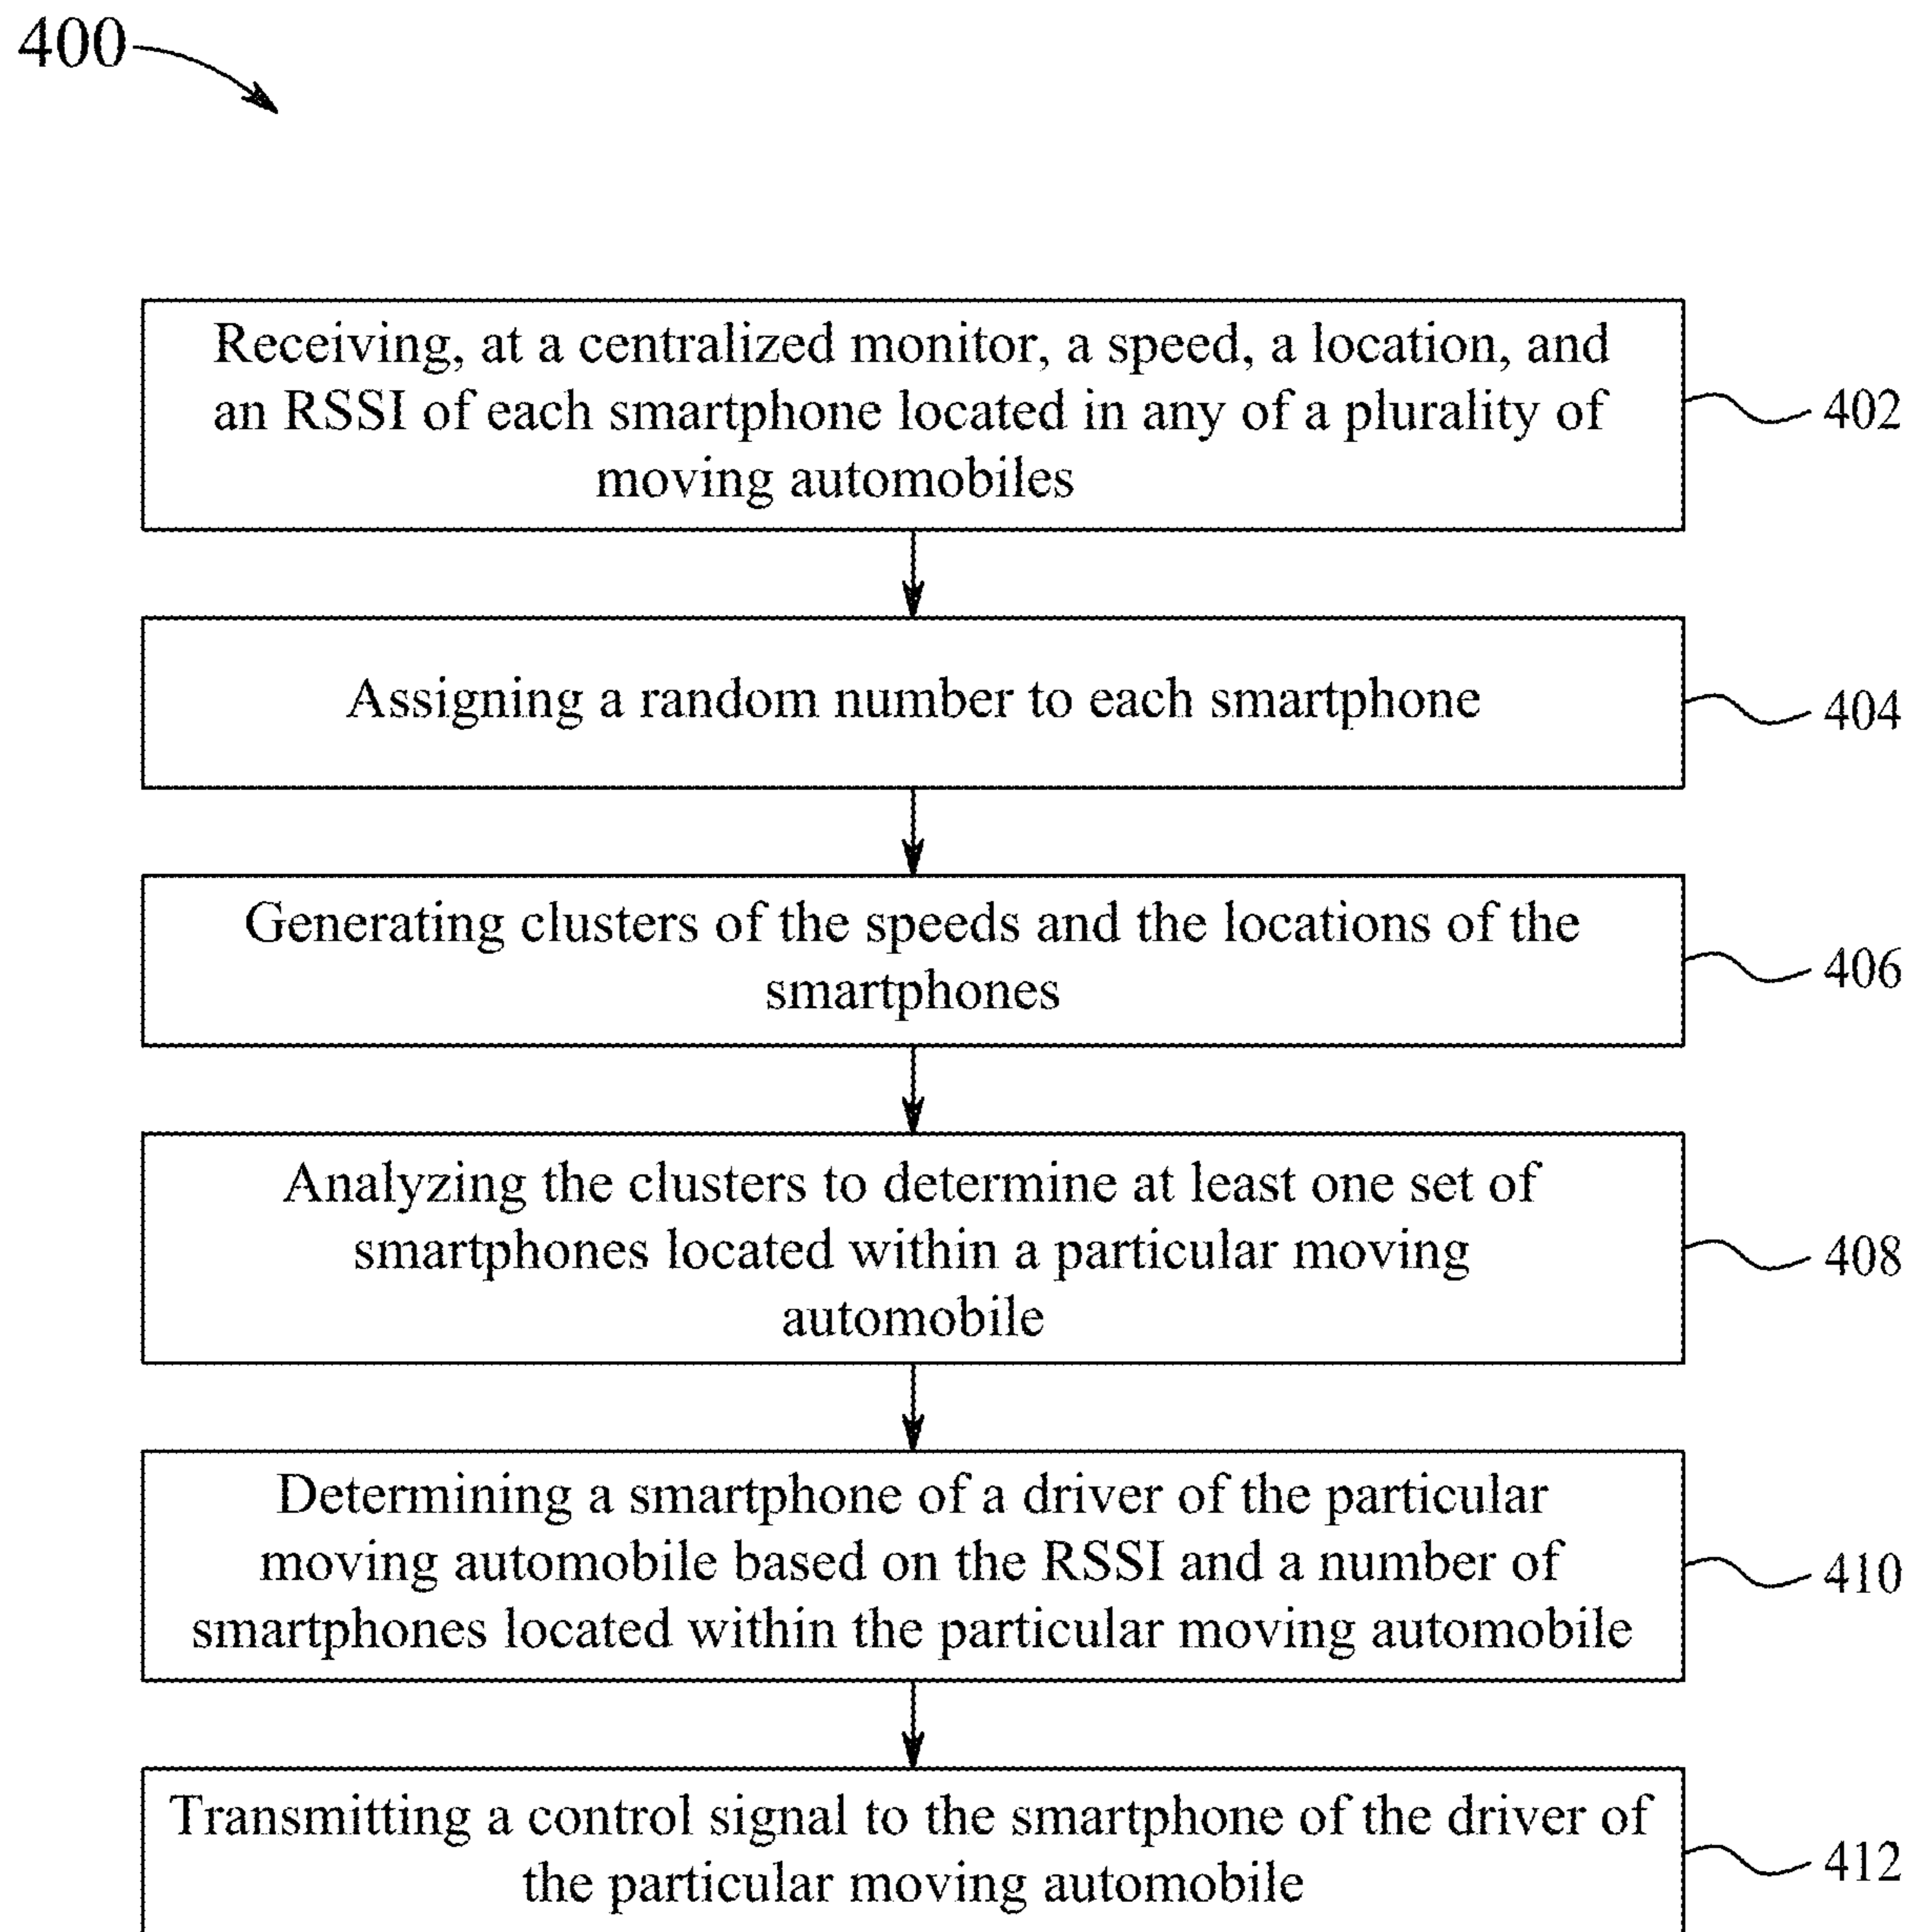 400
Receiving, at a centralized monitor, a speed, a location, and
an RSSI of each smartphone located in any of a plurality of
moving automobiles
402
Assigning a random number to each smartphone
404
Generating clusters of the speeds and the locations of the
smartphones
406
Analyzing the clusters to determine at least one set of
smartphones located within a particular moving
automobile
408
Determining a smartphone of a driver of the particular
moving automobile based on the RSSI and a number of
smartphones located within the particular moving automobile
410
Transmitting a control signal to the smartphone of the driver of
the particular moving automobile
412